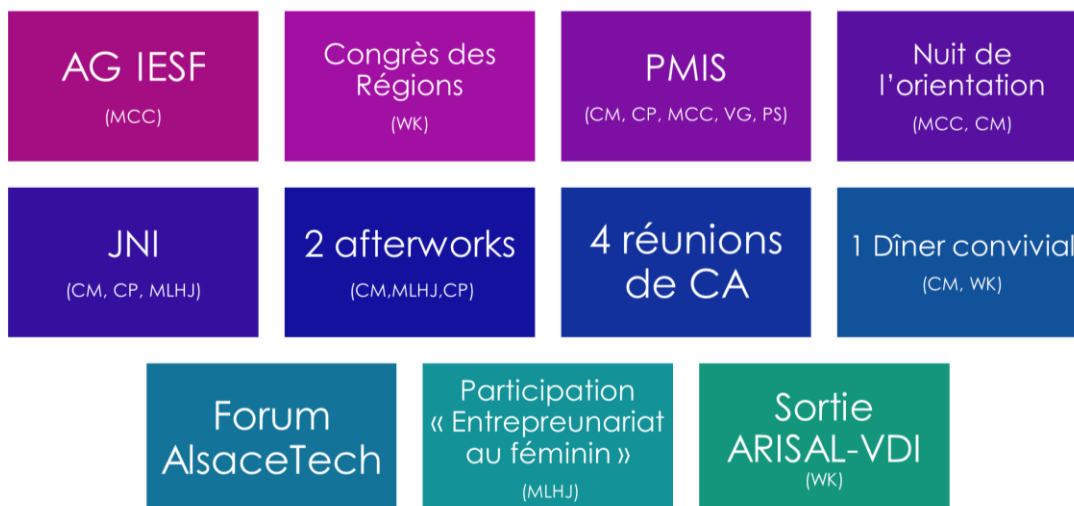 AG IESF
(MCC)
Congrès des
Régions
(WK)
PMIS
(CM, CP, MCC, VG, PS)
Nuit de
l'orientation
(MCC, CM)
JNI
(CM, CP, MLHJ)
2 afterworks
(CM,MLHJ,CP)
4 réunions
de CA
1 Dîner convivial
(CM, WK)
Forum
AlsaceTech
Participation
« Entrepreunariat
au féminin »
(MLHJ)
Sortie
ARISAL-VDI
(WK)